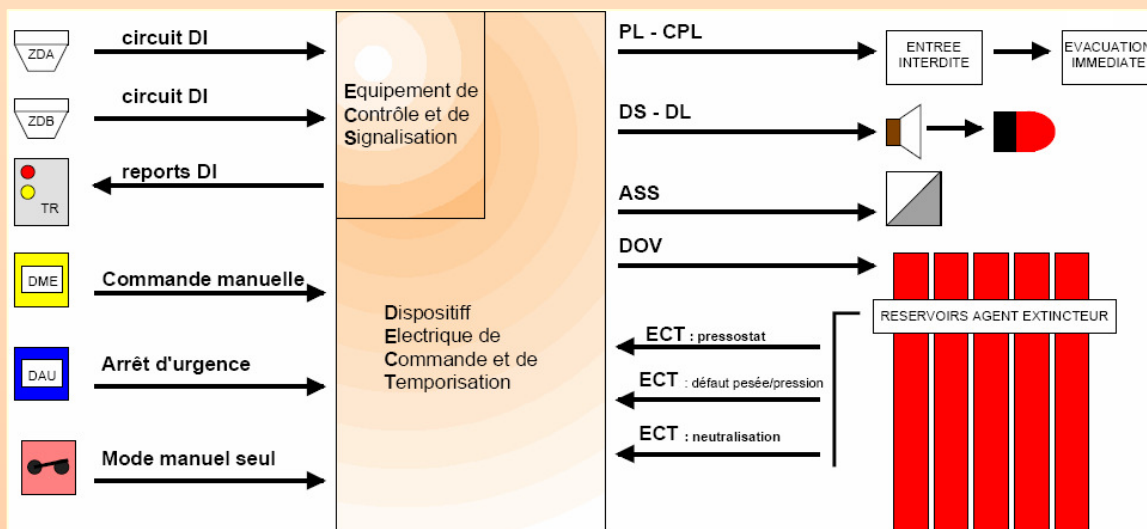 ZDA
circuit DI
ZDB
circuit DI
TR
reports DI
DME
Commande manuelle
DAU
Arrêt d'urgence
Mode manuel seul
Equipement de
Contrôle et de
Signalisation
Dispositiff
Electrique de
Commande et de
Temporisation
PL - CPL
ENTREE
INTERDITE
EVACUATION
IMMEDIATE
DS - DL
ASS
DOV
RESERVOIRS AGENT EXTINCTEUR
ECT : pressostat
ECT : défaut pesée/pression
ECT : neutralisation